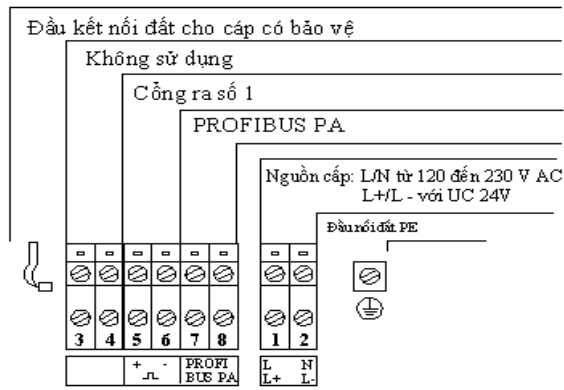 Đầu kết nối đất cho cáp có bảo vệ
Không sử dụng
Cổng ra số 1
PROFIBUS PA
Nguồn cấp: L/N từ 120 đến 230 V AC
L+/L - với UC 24V
Đầu nối đất PE
3 4 5 6 7 8 1 2
+ - PROFI L N
BUS PA L+ L-